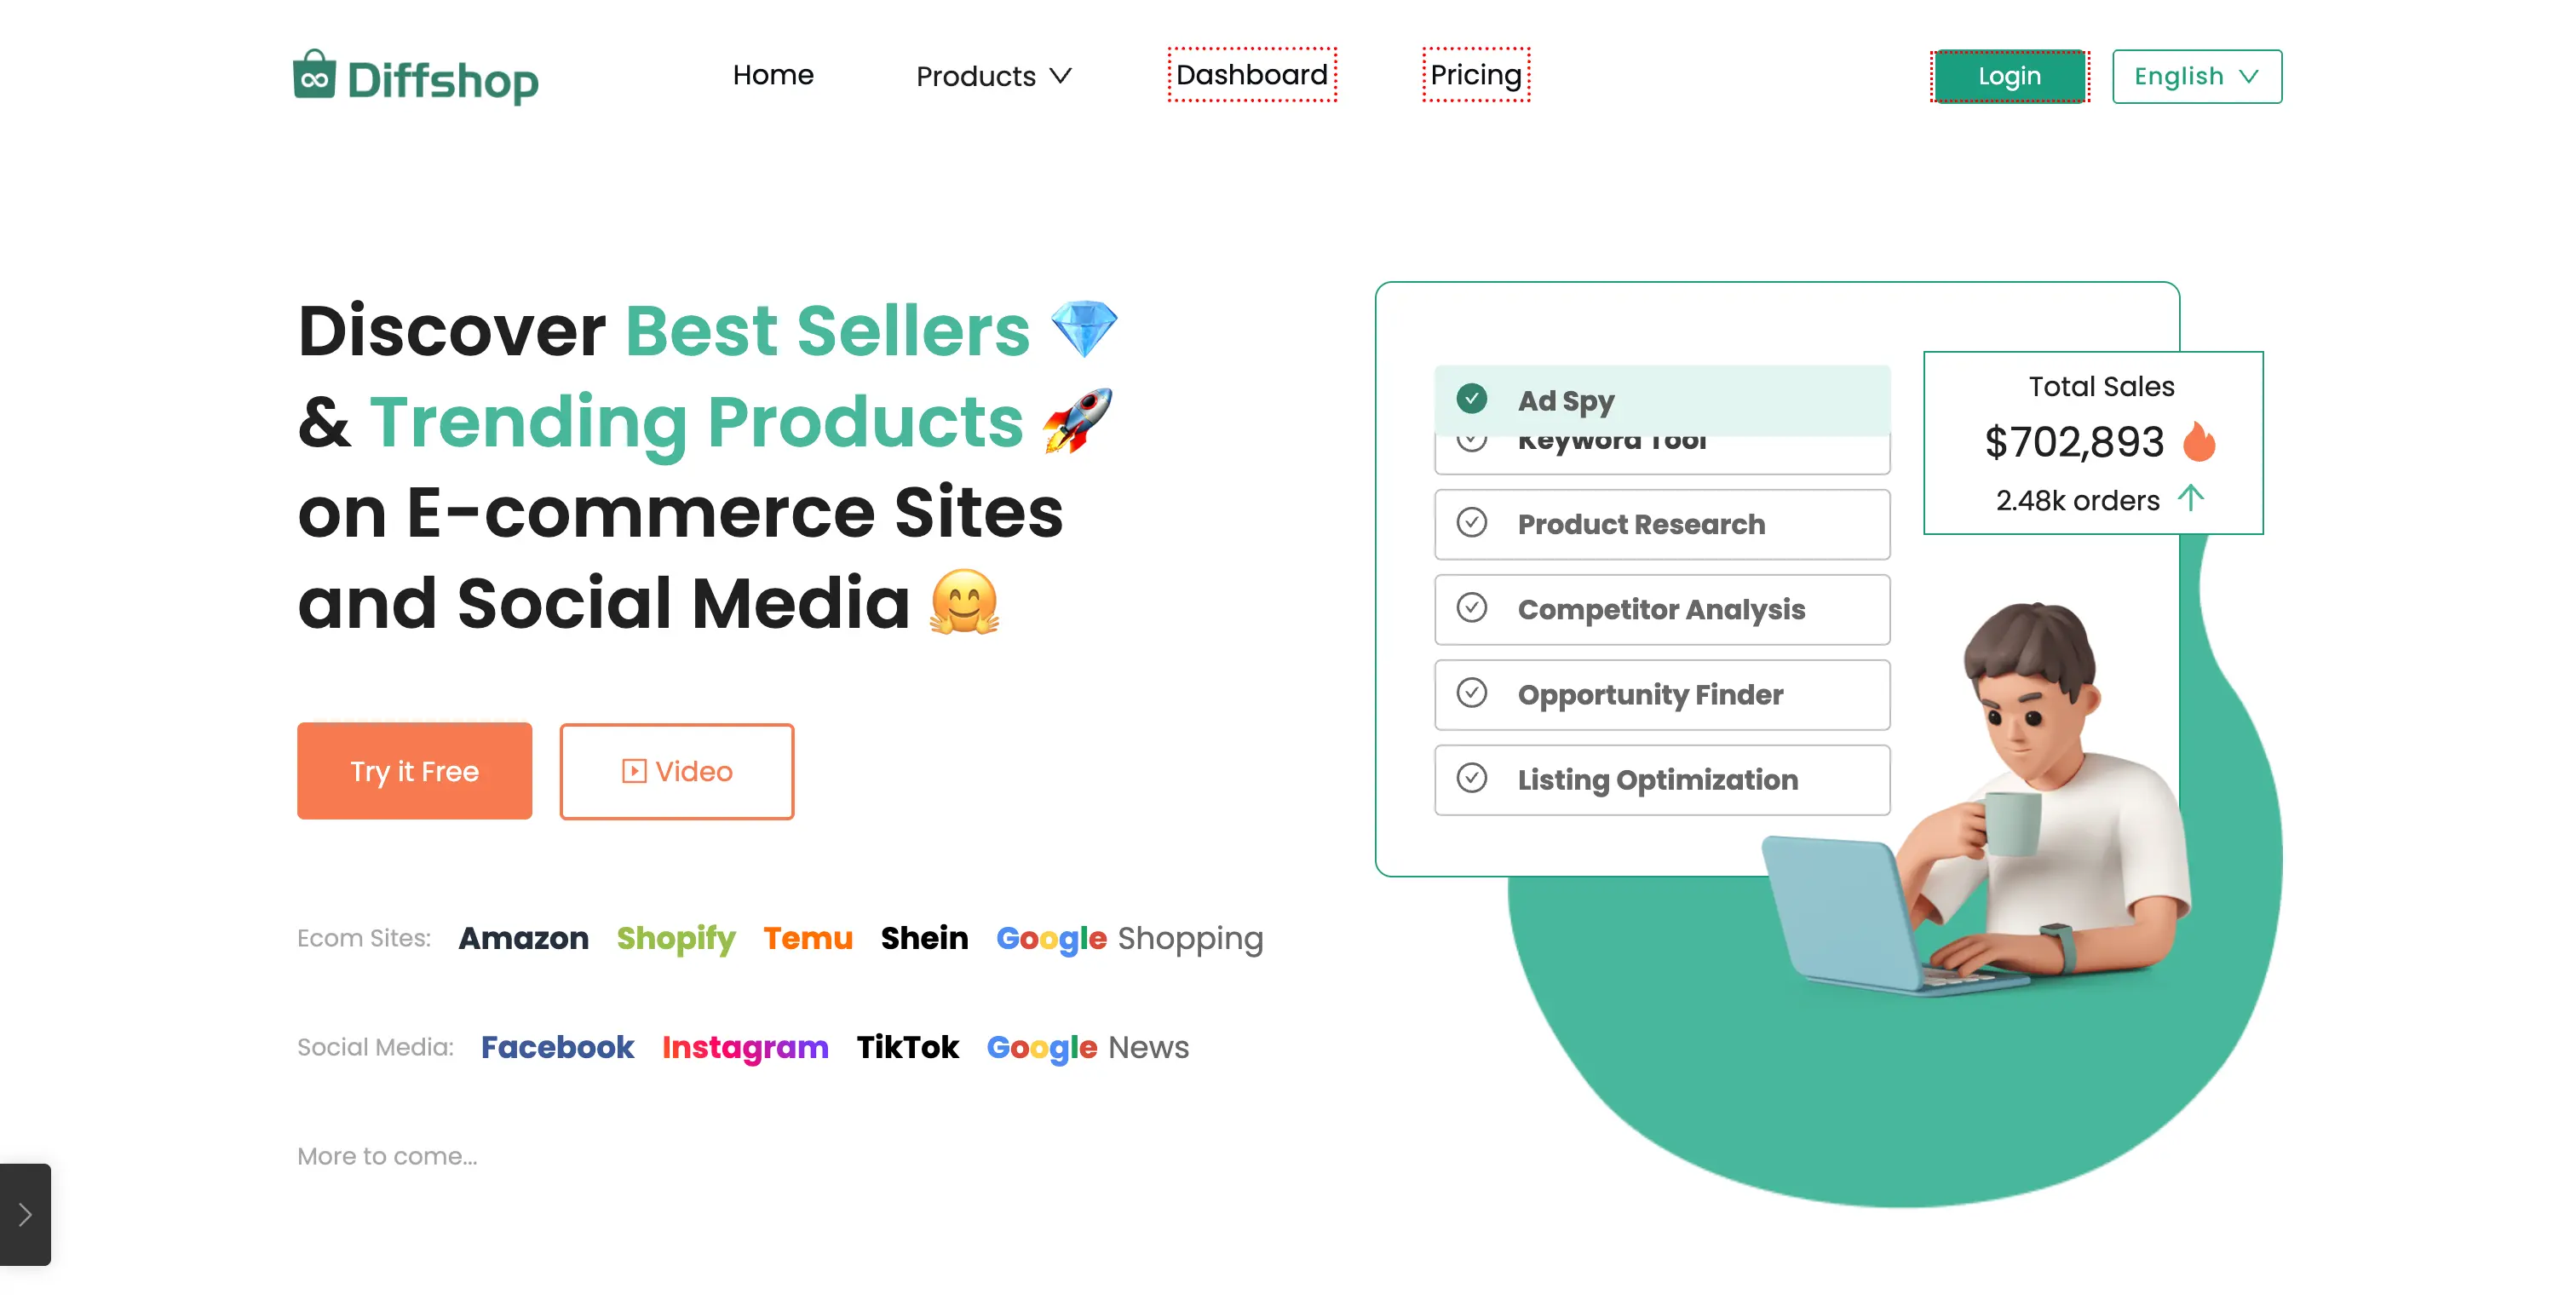 Diffshop
Home
Products
Dashboard
Pricing
Login
English
Discover Best Sellers 💎
& Trending Products 🚀
on E-commerce Sites
and Social Media 🤗
Try it Free
Video
Ecom Sites: Amazon Shopify Temu Shein Google Shopping
Social Media: Facebook Instagram TikTok Google News
More to come...
Ad Spy
Keyword Tool
Product Research
Competitor Analysis
Opportunity Finder
Listing Optimization
Total Sales
$702,893
2.48k orders